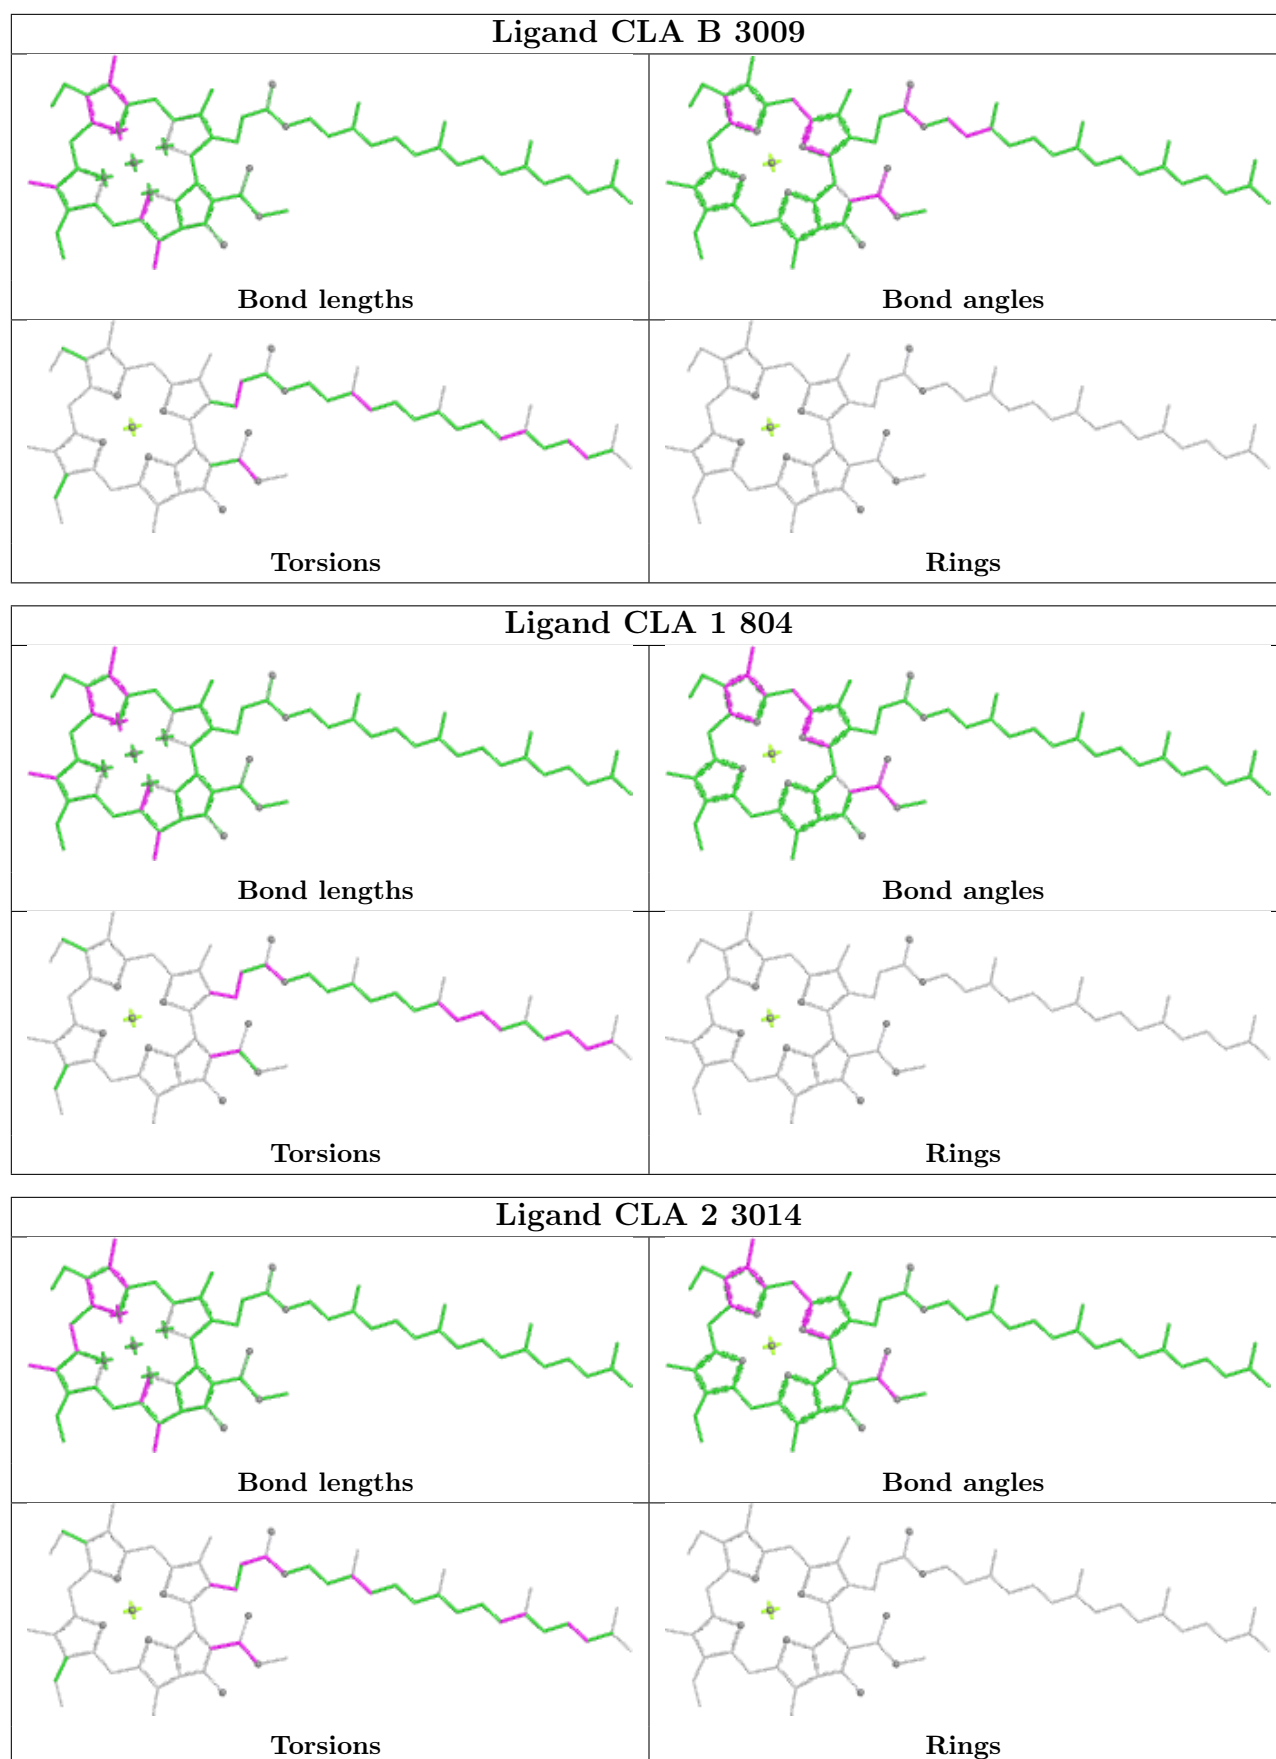 Ligand CLA B 3009
Bond lengths
Bond angles
Torsions
Rings
Ligand CLA 1 804
Bond lengths
Bond angles
Torsions
Rings
Ligand CLA 2 3014
Bond lengths
Bond angles
Torsions
Rings